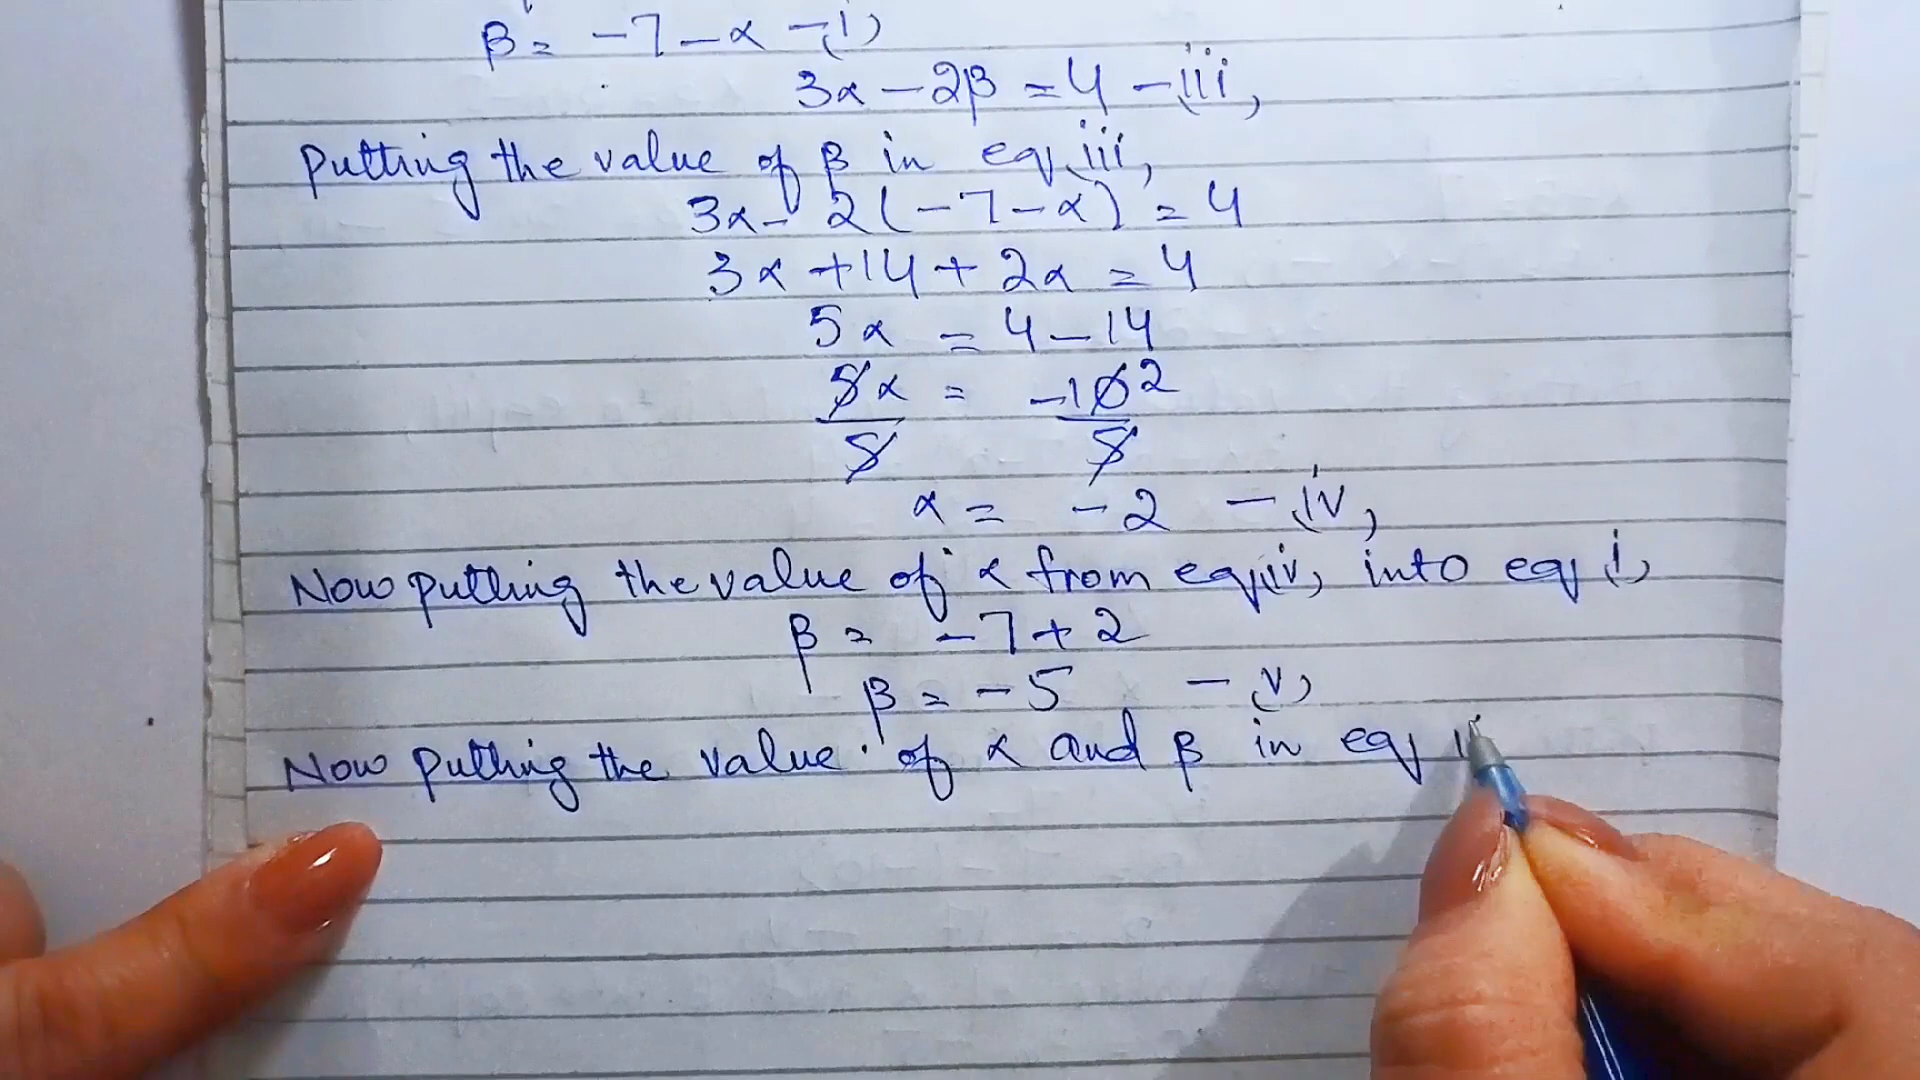 β = -7 - α - (i)
3α - 2β = 4 - (iii)
Putting the value of β in eq (iii)
3α - 2(-7-α) = 4
3α + 14 + 2α = 4
5α = 4 - 14
5α/5 = -10/5 2
α = -2 - (iv)
Now putting the value of α from eq (iv) into eq (i)
β = -7 + 2
β = -5 - (v)
Now putting the value of α and β in eq